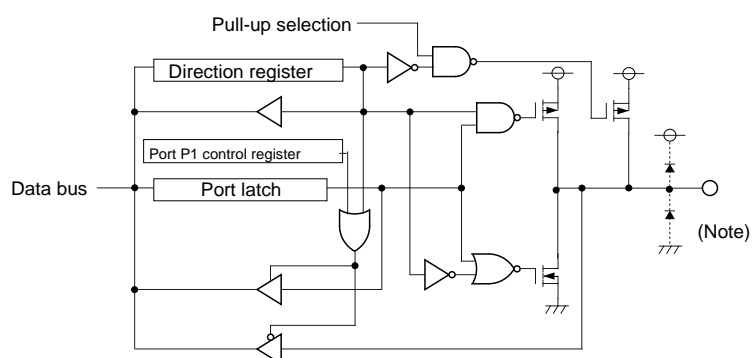 Pull-up selection
Direction register
Port P1 control register
Data bus
Port latch
(Note)